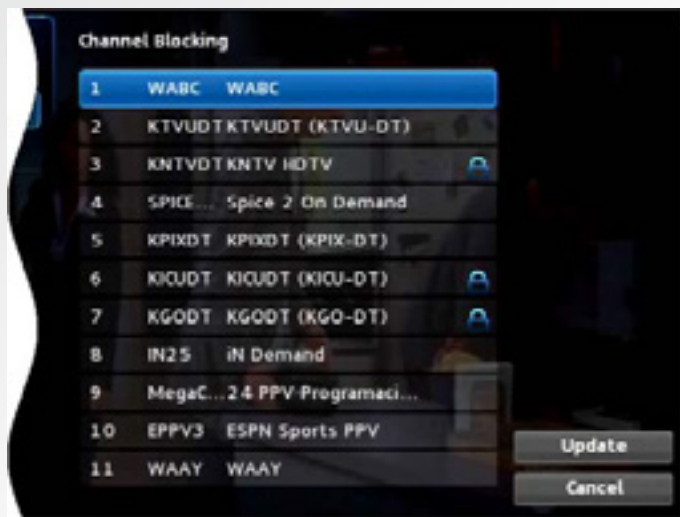 Channel Blocking
1 WABC WABC
2 KTVUDT KTVUDT (KTVU-DT)
3 KNTVDT KNTV HDTV
4 SPICE... Spice 2 On Demand
5 KPIXDT KPIXDT (KPIX-DT)
6 KICUDT KICUDT (KICU-DT)
7 KGODT KGODT (KGO-DT)
8 IN25 iN Demand
9 MegaC... 24 PPV Programaci...
10 EPPV3 ESPN Sports PPV
11 WAAY WAAY
Update
Cancel